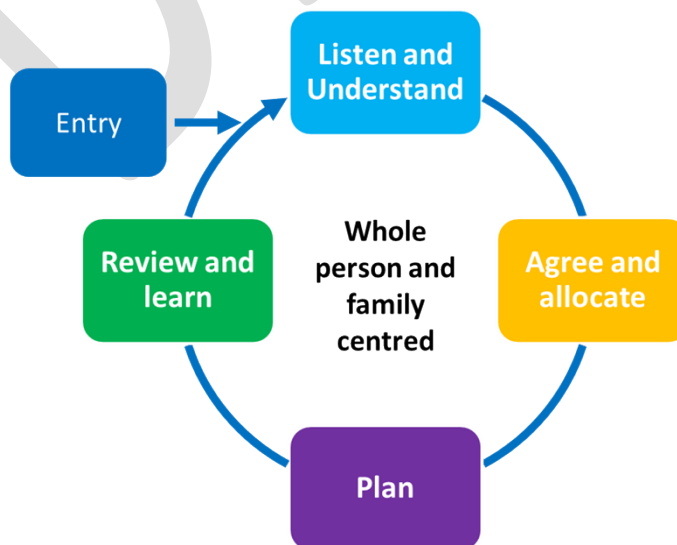 Listen and
Understand
Entry
Review and
learn
Whole
person and
family
centred
Agree and
allocate
Plan